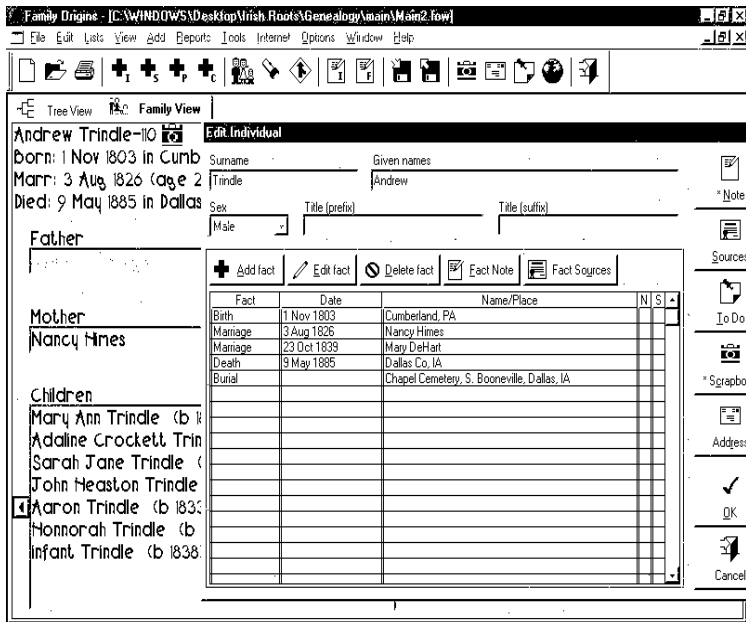 Family Origins - [C:\WINDOWS\Desktop\Irish Roots\Genealogy\main\Main2.fow]
File Edit Lists View Add Reports Tools Internet Options Window Help
I S P C I F
Tree View Family View
Andrew Trindle-110
Born: 1 Nov 1803 in Cumb
Marr: 3 Aug 1826 (age 2
Died: 9 May 1885 in Dallas
Father
Mother
Nancy Himes
Children
Mary Ann Trindle (b 18
Adaline Crockett Trin
Sarah Jane Trindle (
John Heaston Trindle
Aaron Trindle (b 1833
Honnorah Trindle (b
infant Trindle (b 1838
Edit Individual
Surname Given names
Trindle Andrew
Sex Title (prefix) Title (suffix)
Male
Add fact Edit fact Delete fact Fact Note Fact Sources
Fact Date Name/Place N S
Birth 1 Nov 1803 Cumberland, PA
Marriage 3 Aug 1826 Nancy Himes
Marriage 23 Oct 1839 Mary DeHart
Death 9 May 1885 Dallas Co, IA
Burial Chapel Cemetery, S. Booneville, Dallas, IA
* Note
Sources
To Do
* Scrapbo
Address
OK
Cancel